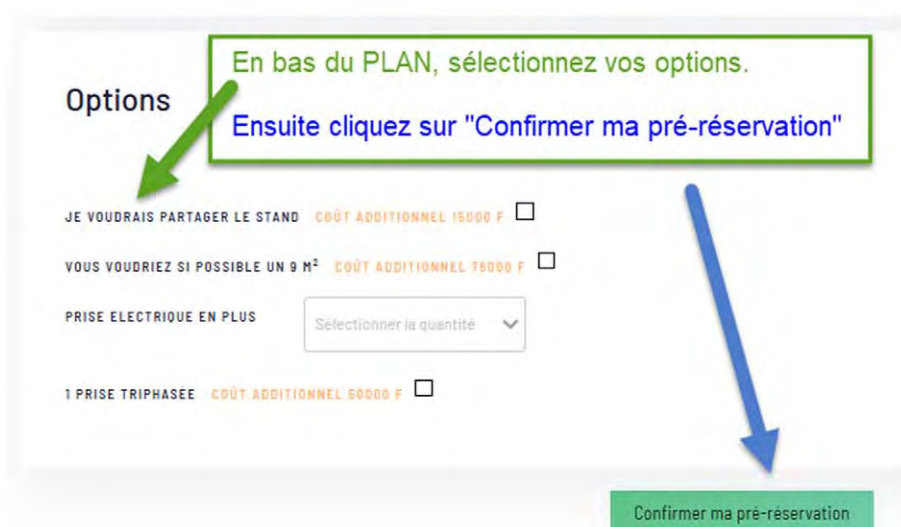 En bas du PLAN, sélectionnez vos options.
Ensuite cliquez sur "Confirmer ma pré-réservation"
Options
JE VOUDRAIS PARTAGER LE STAND COÛT ADDITIONNEL 15000 F
VOUS VOUDRIEZ SI POSSIBLE UN 9 M² COÛT ADDITIONNEL 75000 F
PRISE ELECTRIQUE EN PLUS Sélectionner la quantité
1 PRISE TRIPHASÉE COÛT ADDITIONNEL 50000 F
Confirmer ma pré-réservation